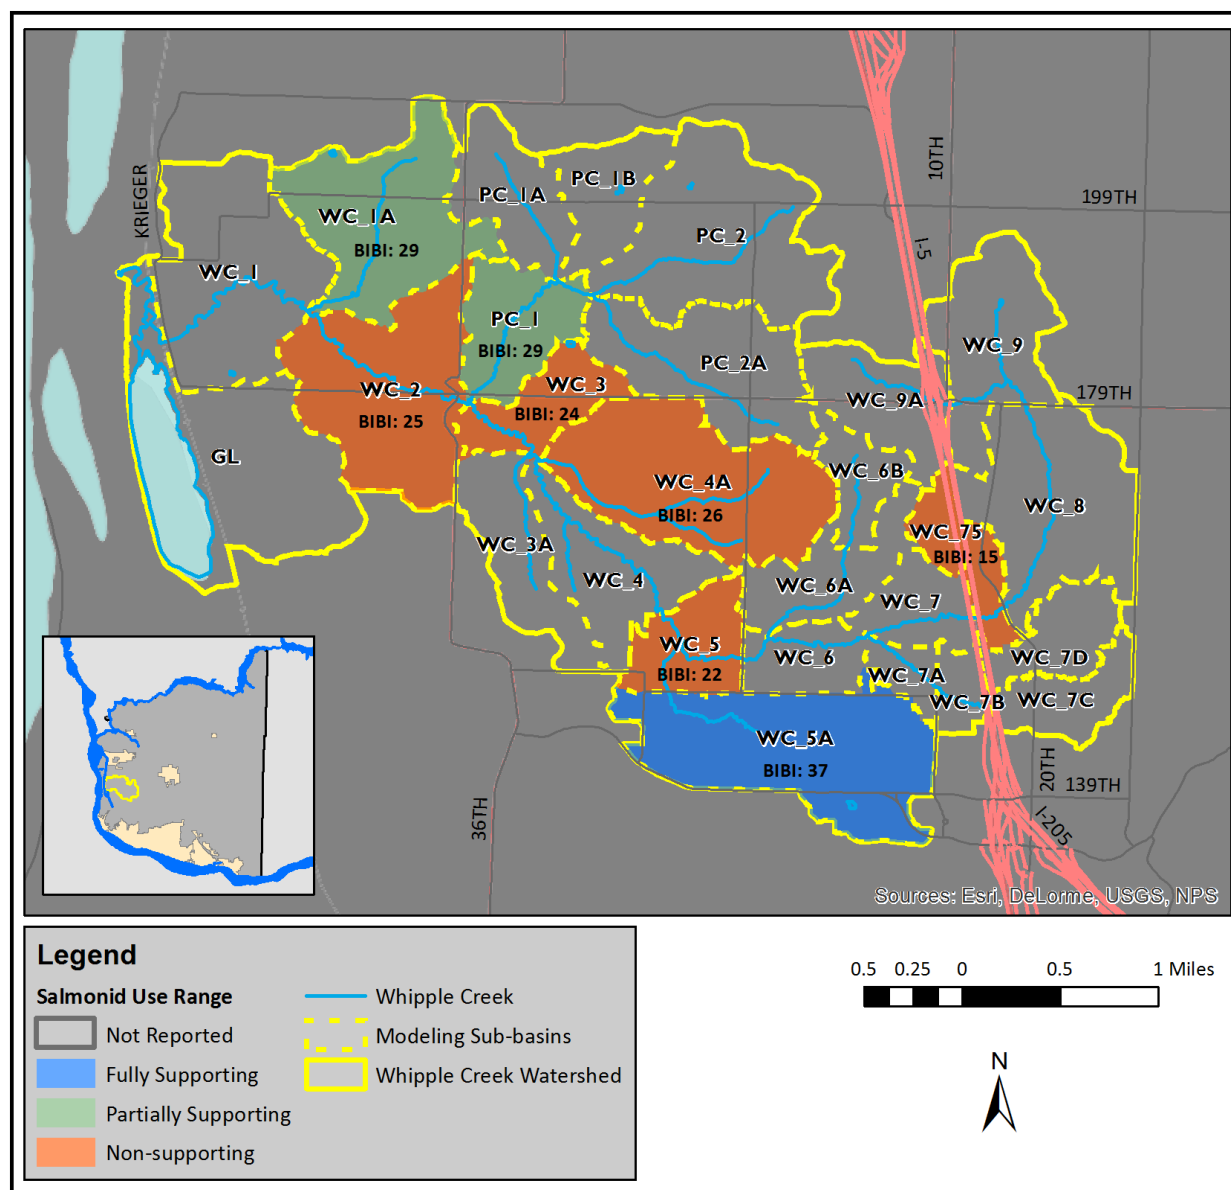 KRIEGER
10TH
199TH
PC_1B
PC_1A
WC_1A
BIBI: 29
PC_2
I-5
WC_1
PC_1
BIBI: 29
WC_9
PC_2A
WC_2
BIBI: 25
WC_3
BIBI: 24
WC_9A
179TH
GL
WC_6B
WC_4A
BIBI: 26
WC_8
WC_75
BIBI: 15
WC_3A
WC_4
WC_6A
WC_7
WC_5
BIBI: 22
WC_6
WC_7A
WC_7D
WC_7B
WC_7C
WC_5A
BIBI: 37
20TH
139TH
36TH
I-205
Sources: Esri, DeLorme, USGS, NPS
Legend
Salmonid Use Range
Not Reported
Fully Supporting
Partially Supporting
Non-supporting
Whipple Creek
Modeling Sub-basins
Whipple Creek Watershed
0.5 0.25 0 0.5 1 Miles
N